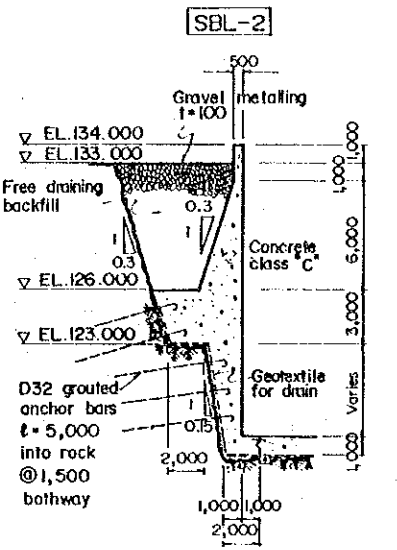 SBL-2
500
Gravel metalling
t=100
▽ EL.134.000
▽ EL.133.000
1,000
1,000
Free draining
backfill
0.3
1
1
0.3
6,000
Concrete
class "C"
▽ EL.126.000
3,000
▽ EL.123.000
Geotextile
for drain
D32 grouted
anchor bars
ℓ= 5,000
into rock
@1,500
bothway
1
0.15
Varies
2,000
1,000
1,000
1,000
2,000